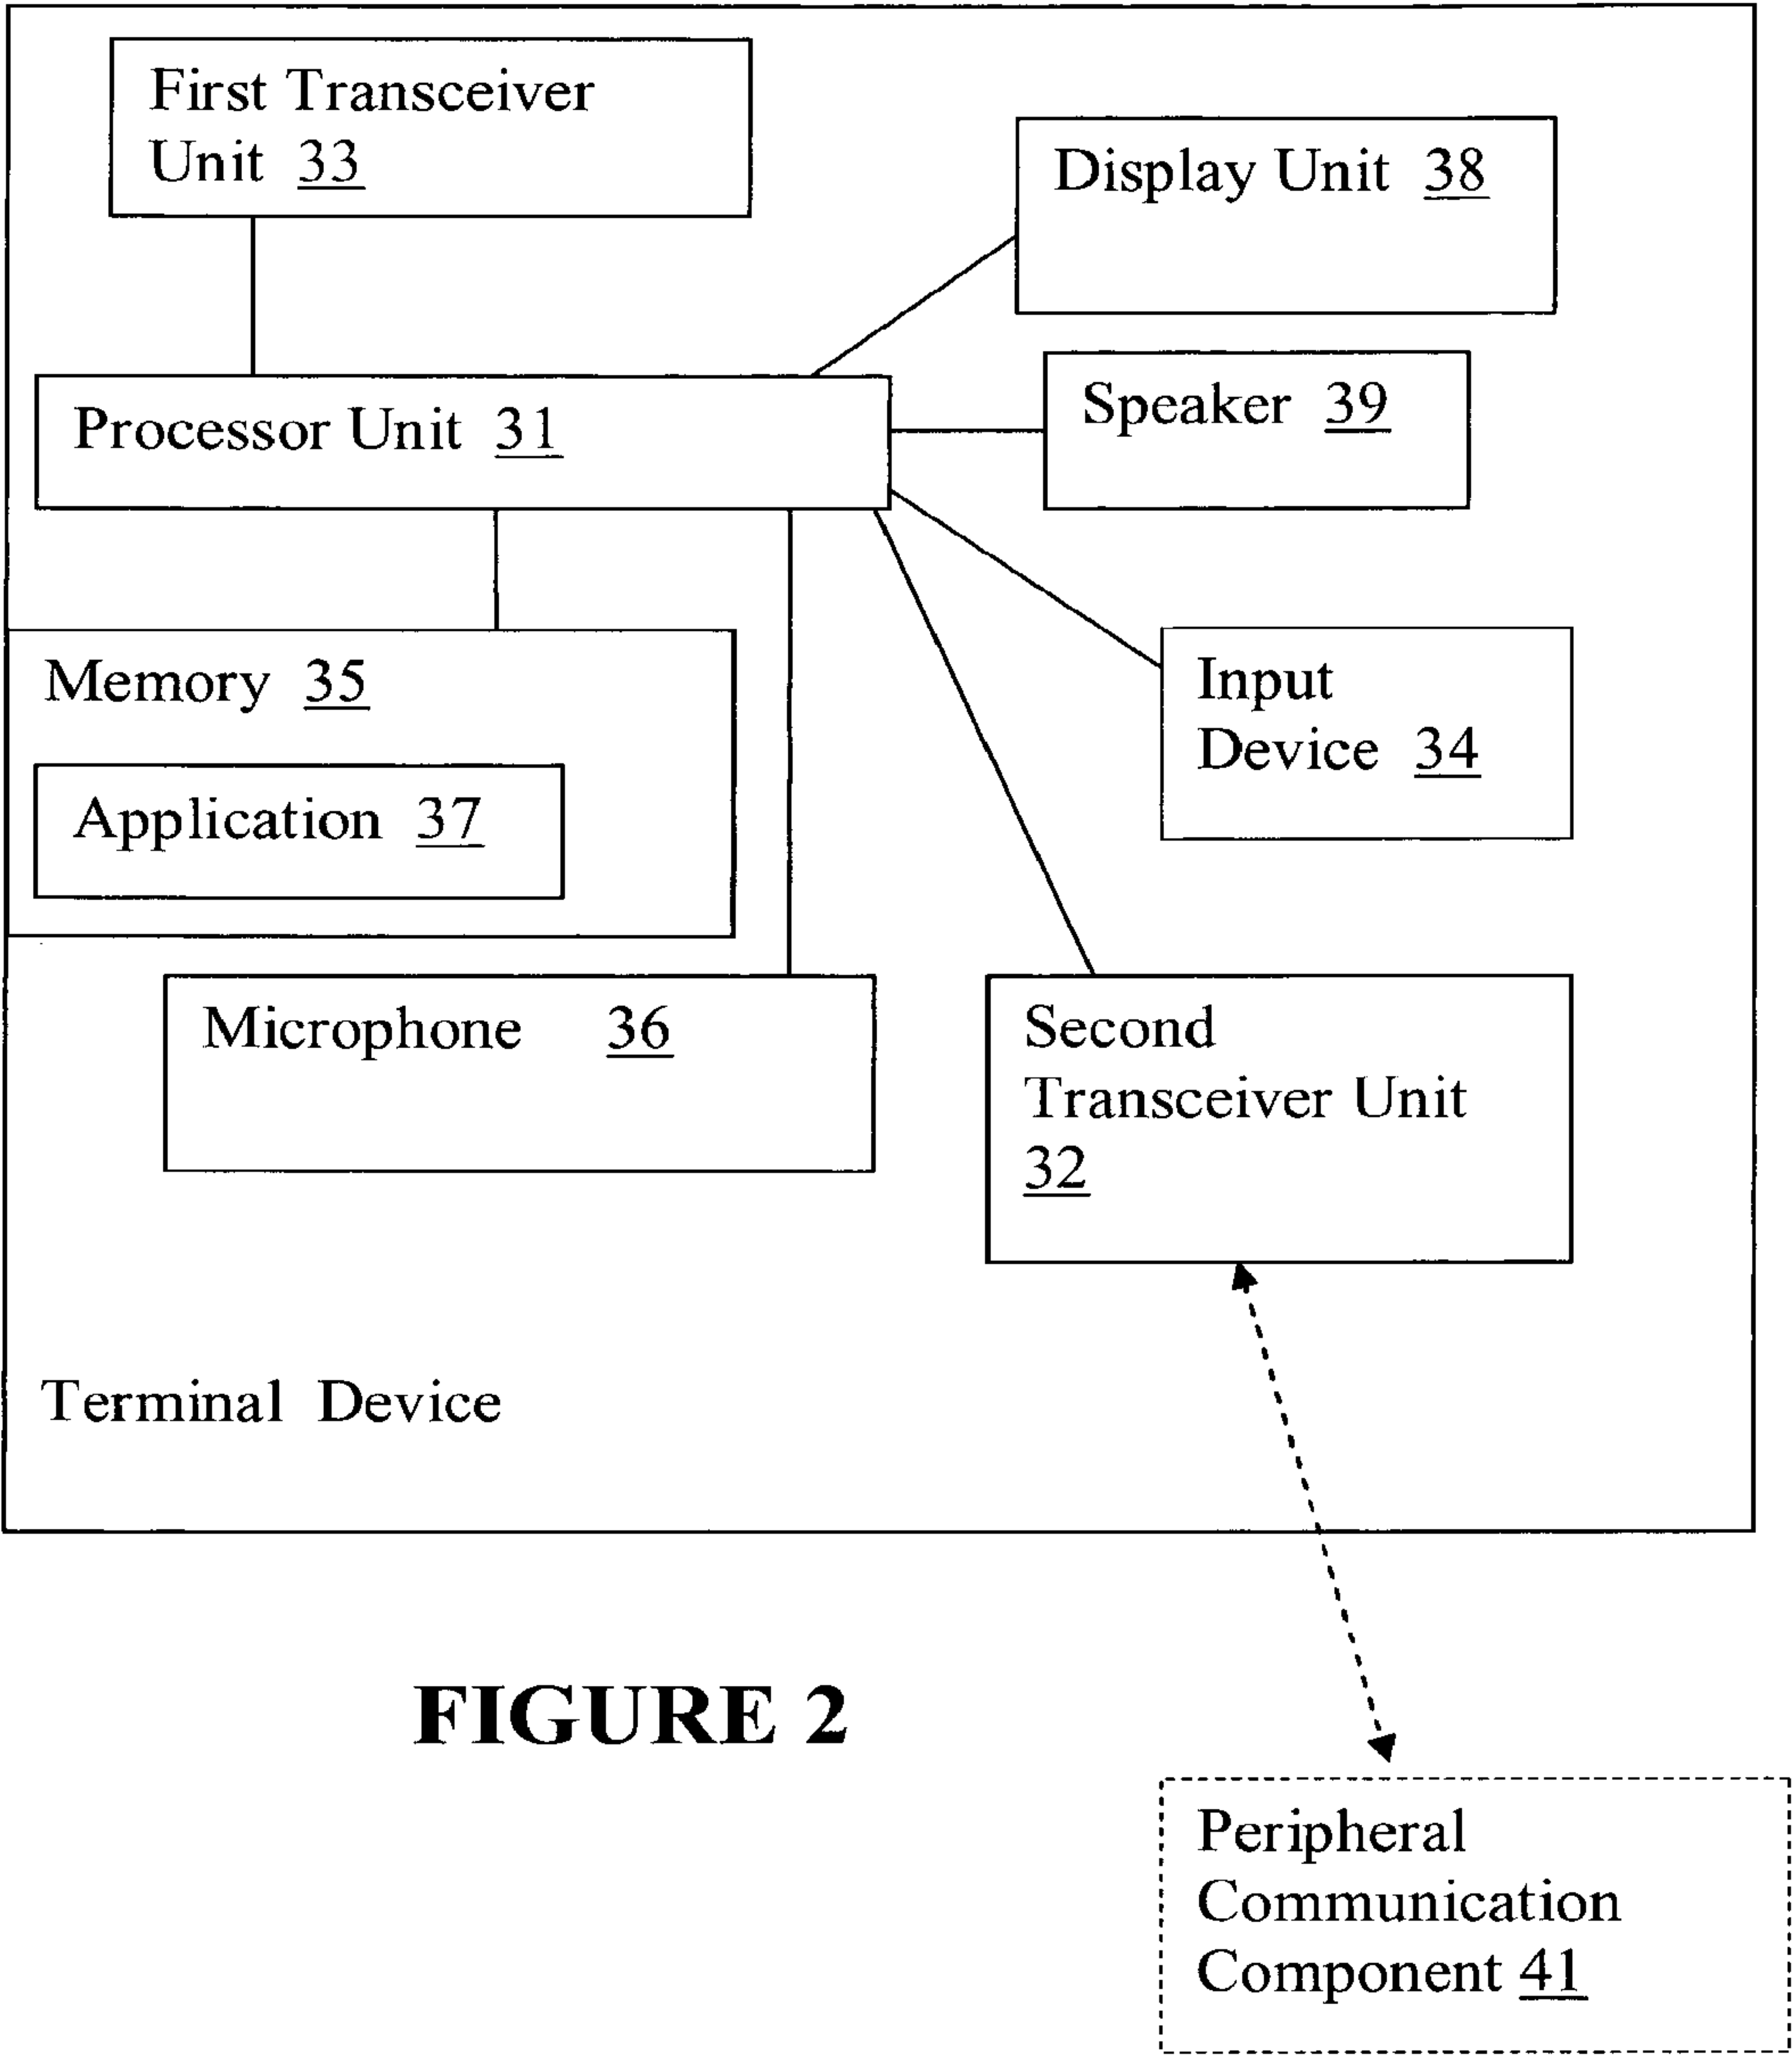 First Transceiver
Unit 33
Display Unit 38
Processor Unit 31
Speaker 39
Memory 35
Application 37
Input
Device 34
Microphone 36
Second
Transceiver Unit
32
Terminal Device
FIGURE 2
Peripheral
Communication
Component 41